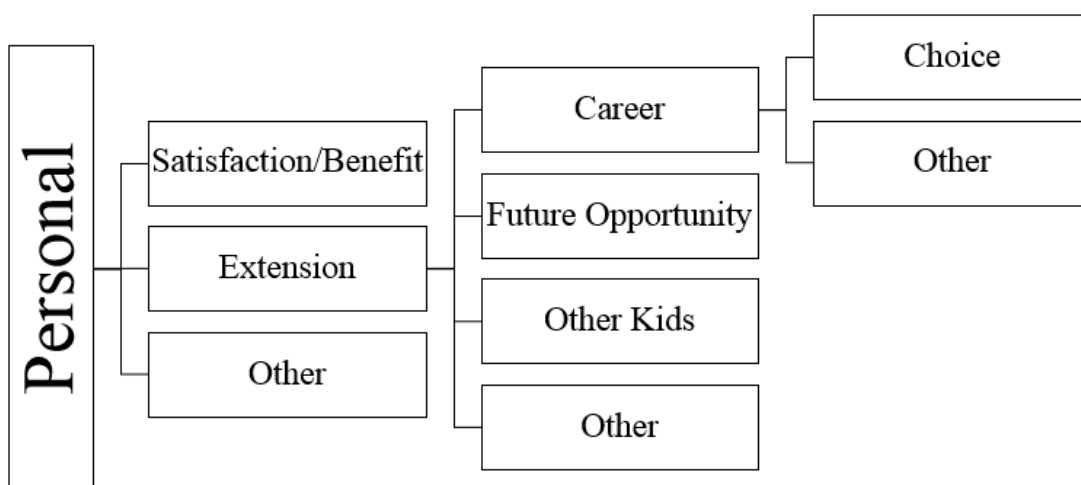 Personal
Satisfaction/Benefit
Extension
Other
Career
Future Opportunity
Other Kids
Other
Choice
Other